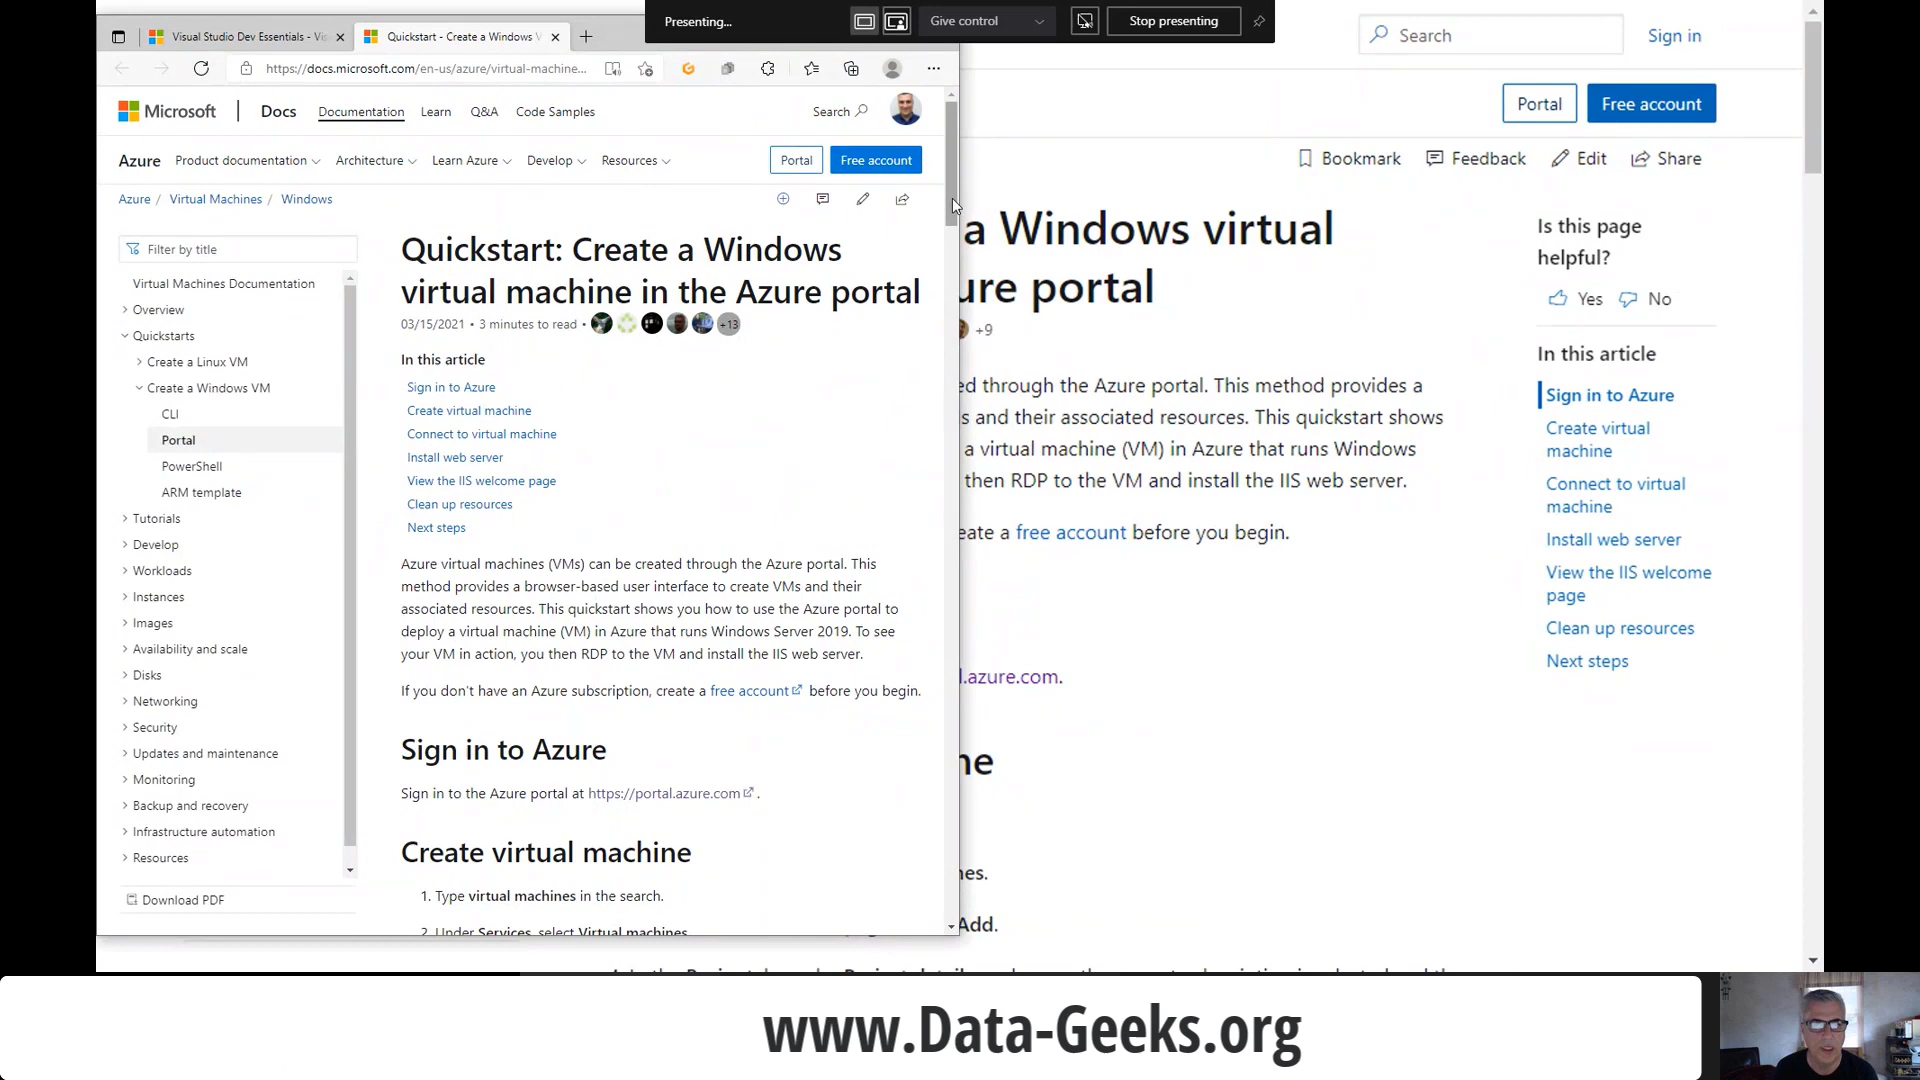 Presenting...
Give control
Stop presenting
Visual Studio Dev Essentials - Vis
Quickstart - Create a Windows V
https://docs.microsoft.com/en-us/azure/virtual-machine...
Search
Sign in
Microsoft
Docs
Documentation
Learn
Q&A
Code Samples
Search
Portal
Free account
Azure
Product documentation
Architecture
Learn Azure
Develop
Resources
Portal
Free account
Bookmark
Feedback
Edit
Share
Azure / Virtual Machines / Windows
Filter by title
Virtual Machines Documentation
Overview
Quickstarts
Create a Linux VM
Create a Windows VM
CLI
Portal
PowerShell
ARM template
Tutorials
Develop
Workloads
Instances
Images
Availability and scale
Disks
Networking
Security
Updates and maintenance
Monitoring
Backup and recovery
Infrastructure automation
Resources
Download PDF
Quickstart: Create a Windows
virtual machine in the Azure portal
03/15/2021 • 3 minutes to read •
+13
In this article
Sign in to Azure
Create virtual machine
Connect to virtual machine
Install web server
View the IIS welcome page
Clean up resources
Next steps
Azure virtual machines (VMs) can be created through the Azure portal. This
method provides a browser-based user interface to create VMs and their
associated resources. This quickstart shows you how to use the Azure portal to
deploy a virtual machine (VM) in Azure that runs Windows Server 2019. To see
your VM in action, you then RDP to the VM and install the IIS web server.
If you don't have an Azure subscription, create a free account before you begin.
Sign in to Azure
Sign in to the Azure portal at https://portal.azure.com .
Create virtual machine
1. Type virtual machines in the search.
2. Under Services, select Virtual machines.
a Windows virtual
ure portal
+9
ed through the Azure portal. This method provides a
s and their associated resources. This quickstart shows
a virtual machine (VM) in Azure that runs Windows
then RDP to the VM and install the IIS web server.
eate a free account before you begin.
l.azure.com.
ne
nes.
Add.
Is this page
helpful?
Yes
No
In this article
Sign in to Azure
Create virtual
machine
Connect to virtual
machine
Install web server
View the IIS welcome
page
Clean up resources
Next steps
www.Data-Geeks.org